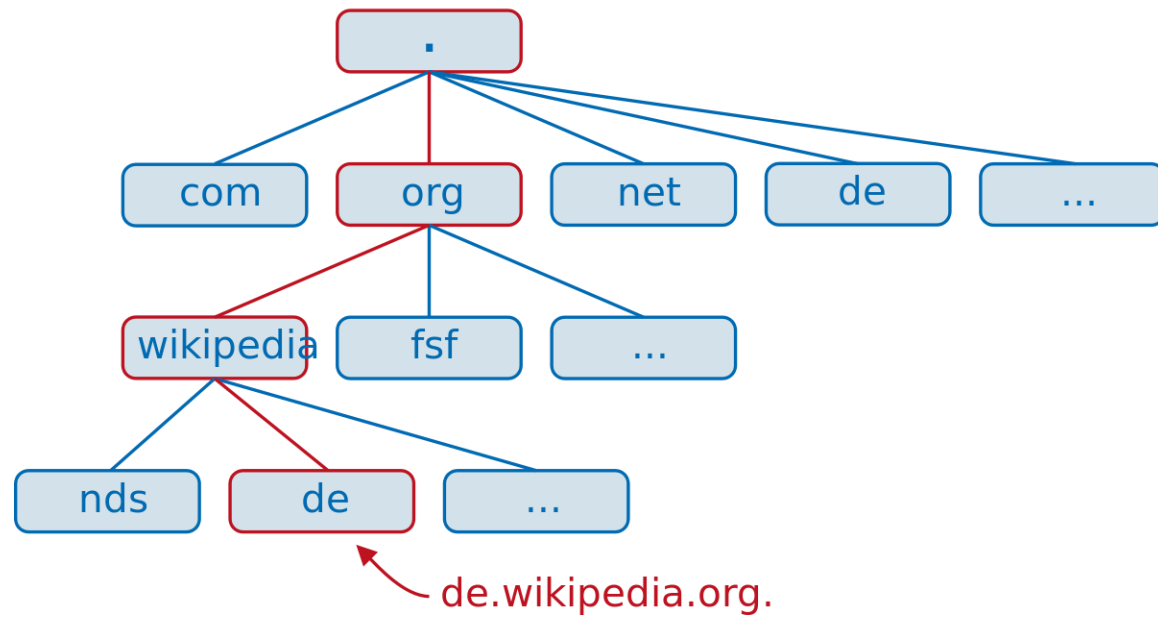 .
com org net de ...
wikipedia fsf ...
nds de ...
de.wikipedia.org.